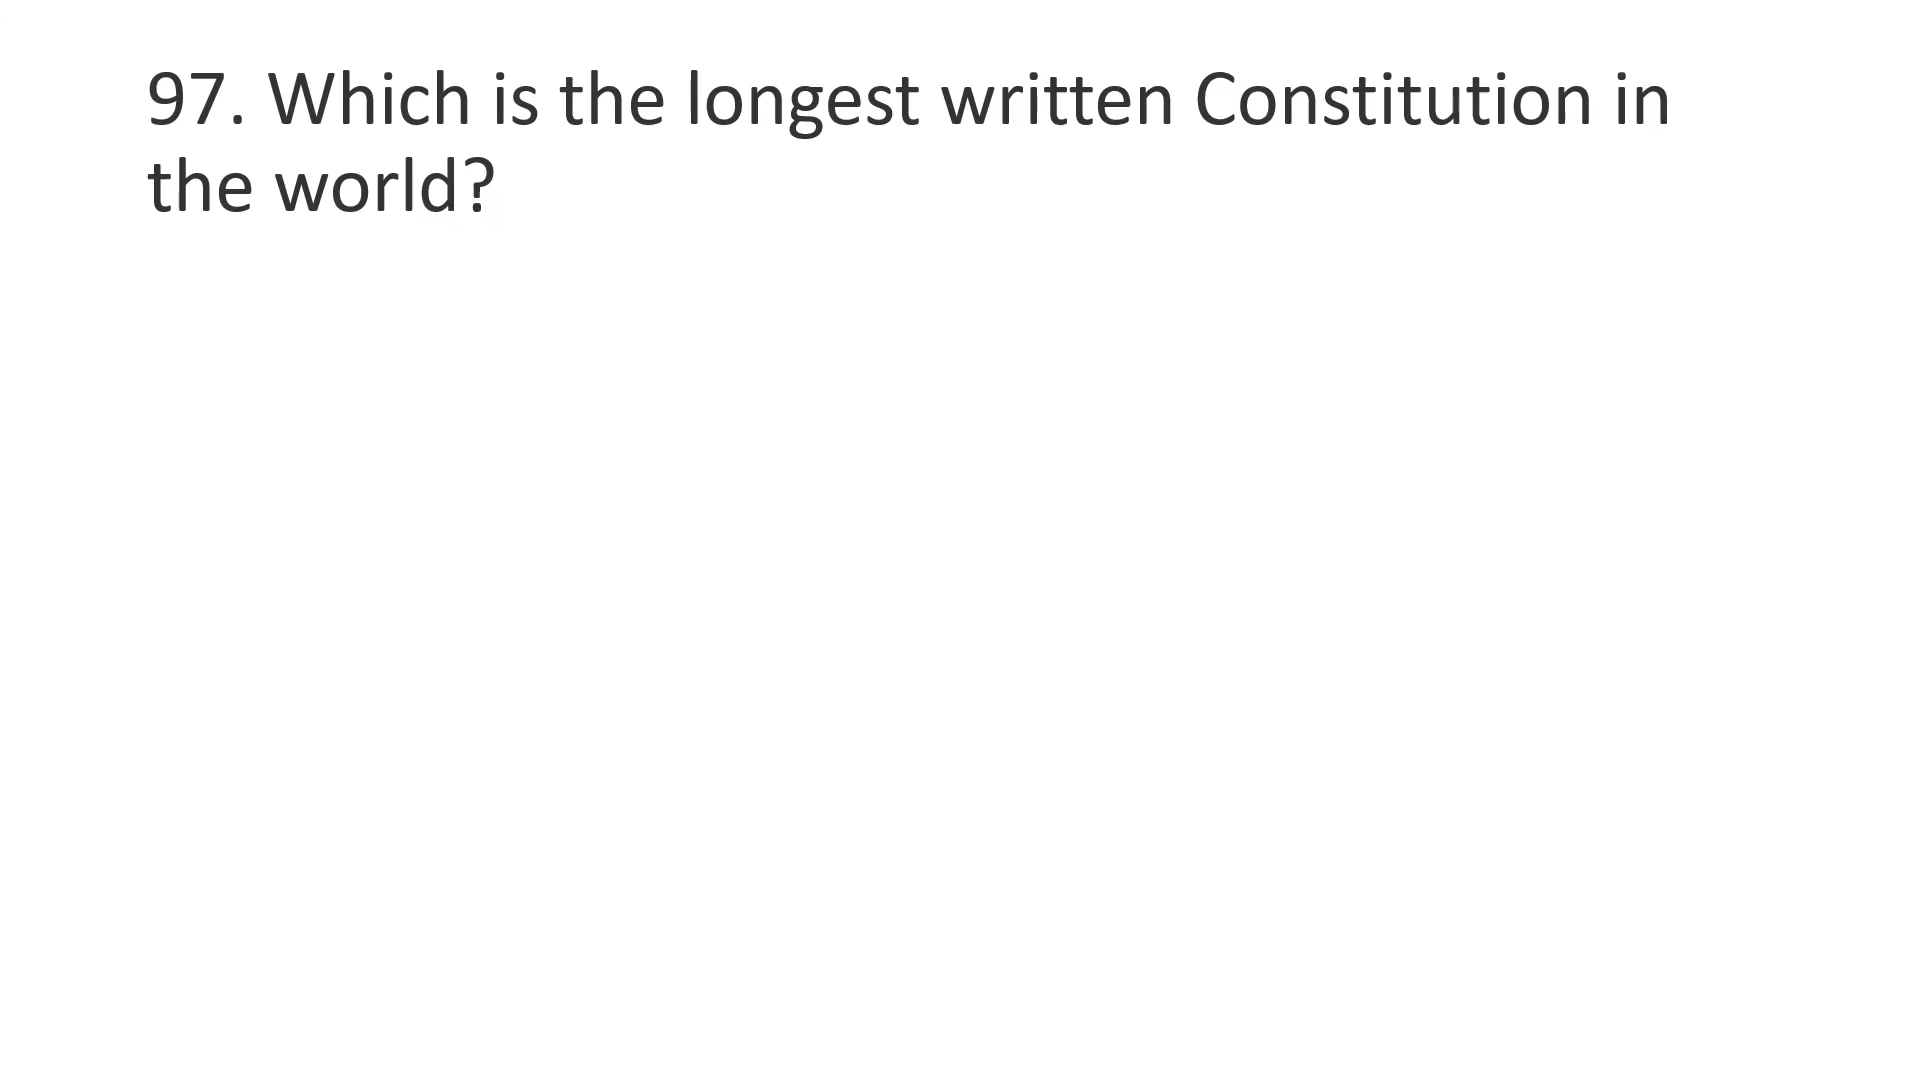 97. Which is the longest written Constitution in
the world?